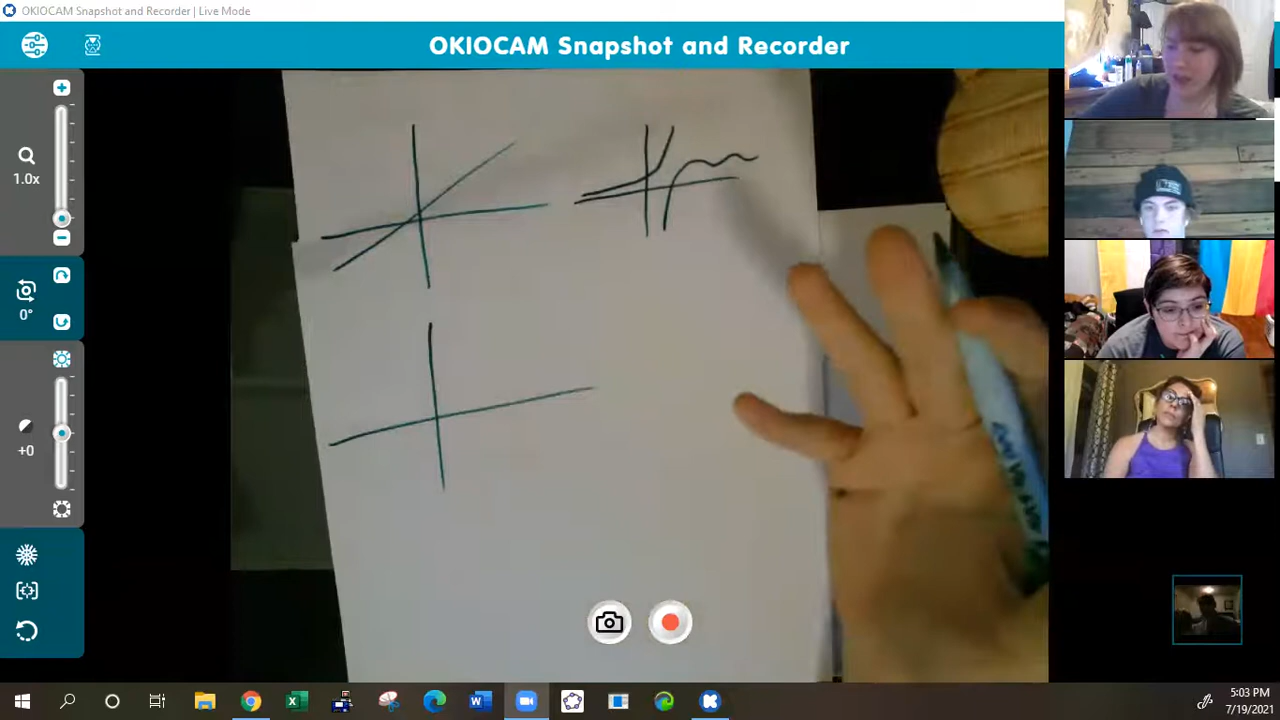 OKIOCAM Snapshot and Recorder | Live Mode
OKIOCAM Snapshot and Recorder
1.0x
0°
+0
5:03 PM
7/19/2021